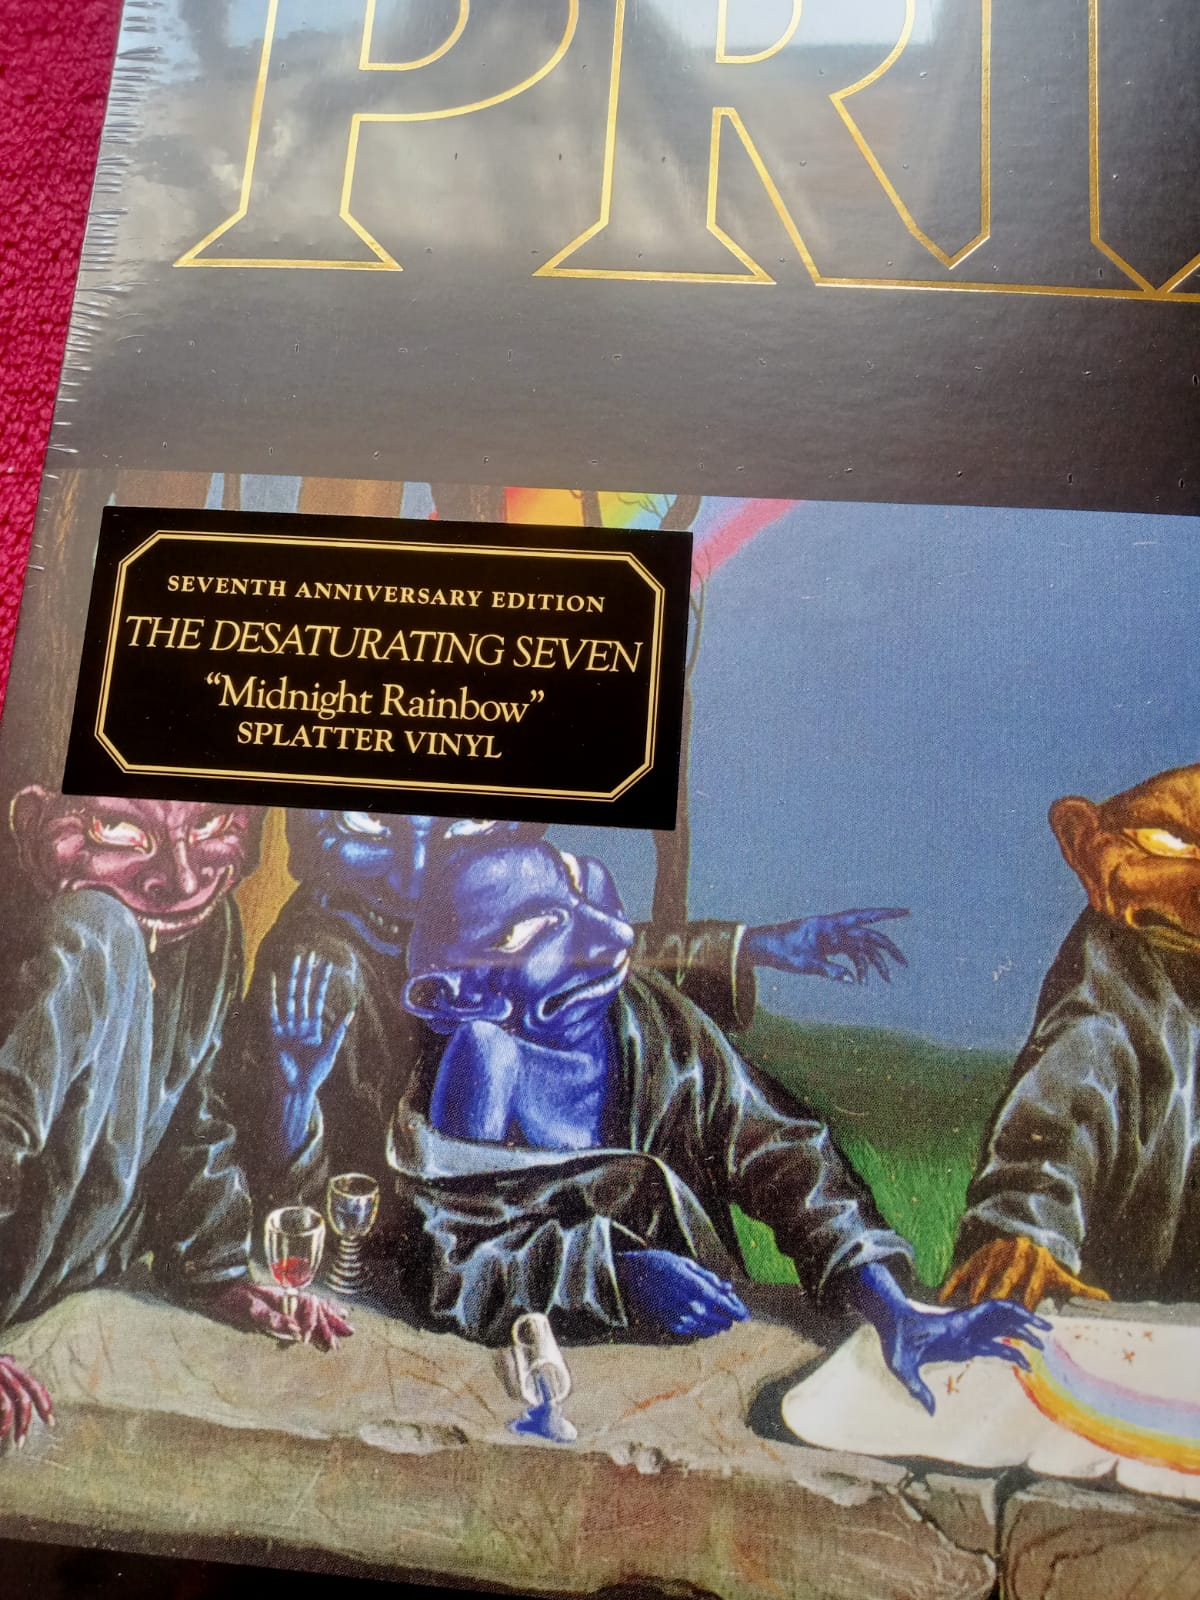 PRI
SEVENTH ANNIVERSARY EDITION
THE DESATURATING SEVEN
“Midnight Rainbow”
SPLATTER VINYL